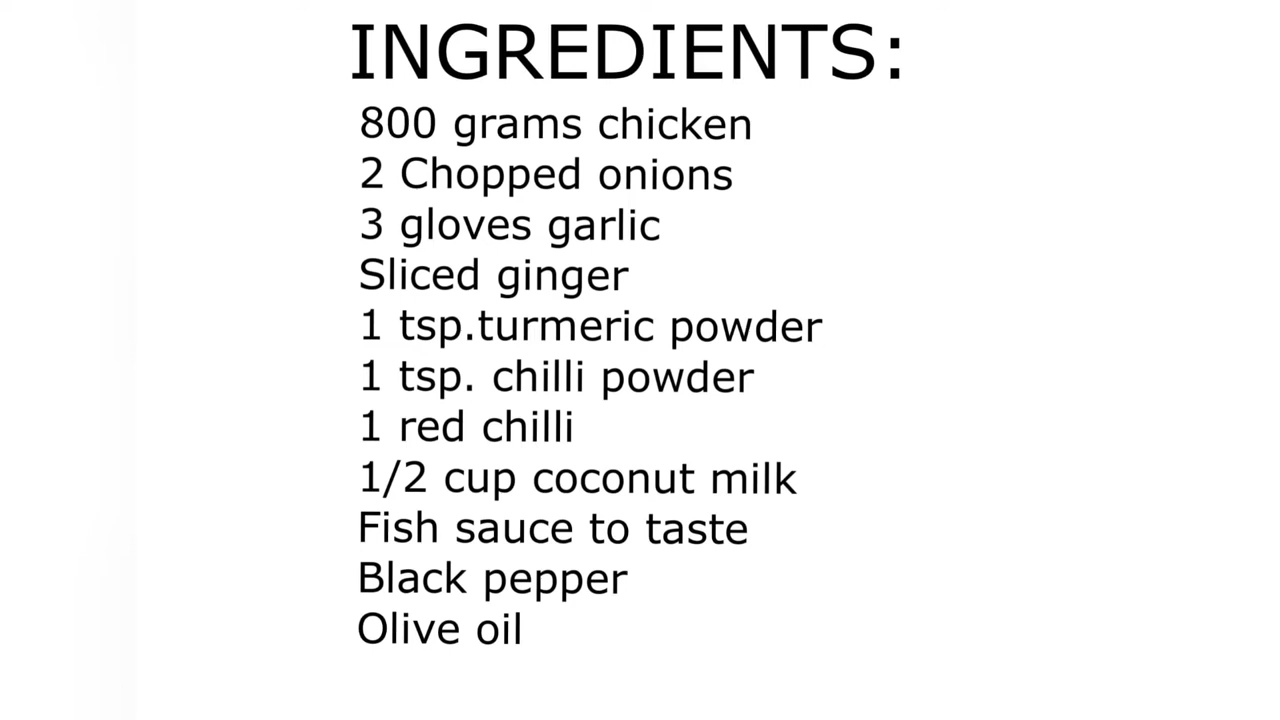 INGREDIENTS:
800 grams chicken
2 Chopped onions
3 gloves garlic
Sliced ginger
1 tsp.turmeric powder
1 tsp. chilli powder
1 red chilli
1/2 cup coconut milk
Fish sauce to taste
Black pepper
Olive oil